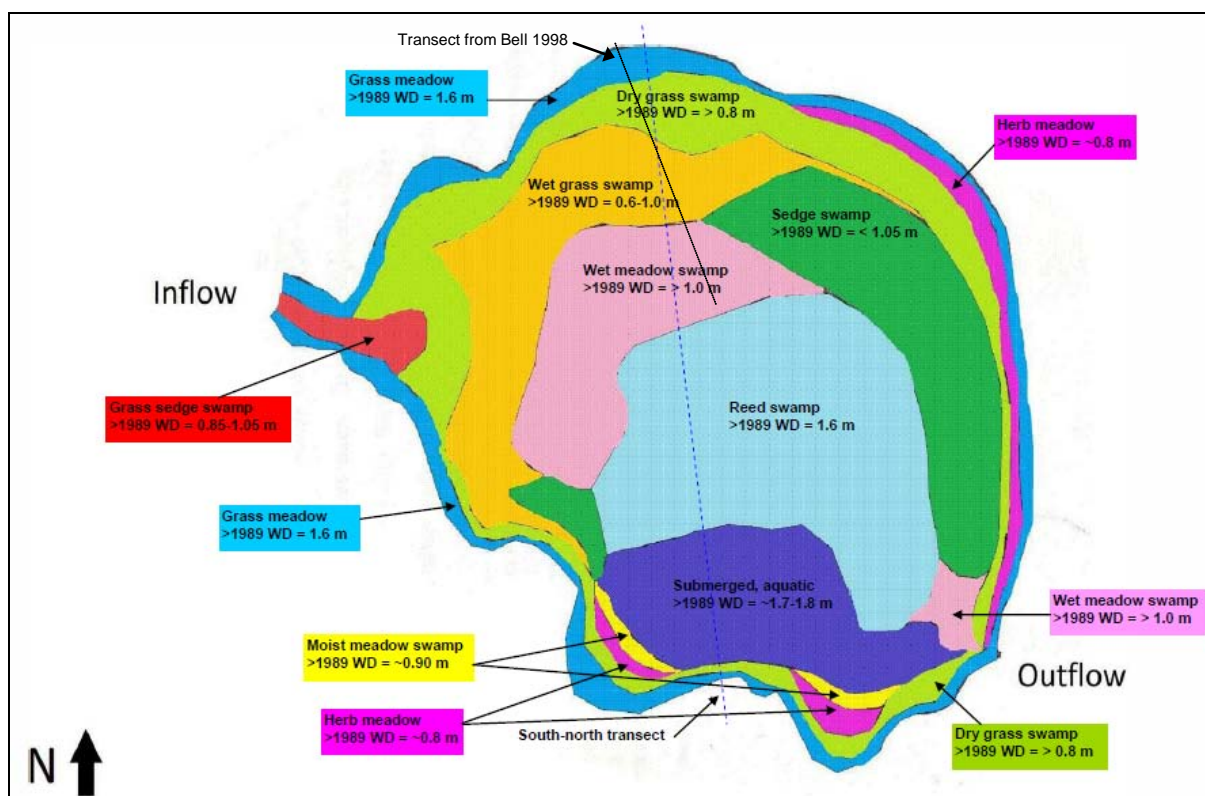 Transect from Bell 1998
Grass meadow
>1989 WD = 1.6 m
Dry grass swamp
>1989 WD = > 0.8 m
Herb meadow
>1989 WD = ~0.8 m
Wet grass swamp
>1989 WD = 0.6-1.0 m
Sedge swamp
>1989 WD = < 1.05 m
Wet meadow swamp
>1989 WD = > 1.0 m
Inflow
Grass sedge swamp
>1989 WD = 0.85-1.05 m
Reed swamp
>1989 WD = 1.6 m
Grass meadow
>1989 WD = 1.6 m
Submerged, aquatic
>1989 WD = ~1.7-1.8 m
Wet meadow swamp
>1989 WD = > 1.0 m
Moist meadow swamp
>1989 WD = ~0.90 m
Outflow
Herb meadow
>1989 WD = ~0.8 m
South-north transect
Dry grass swamp
>1989 WD = > 0.8 m
N